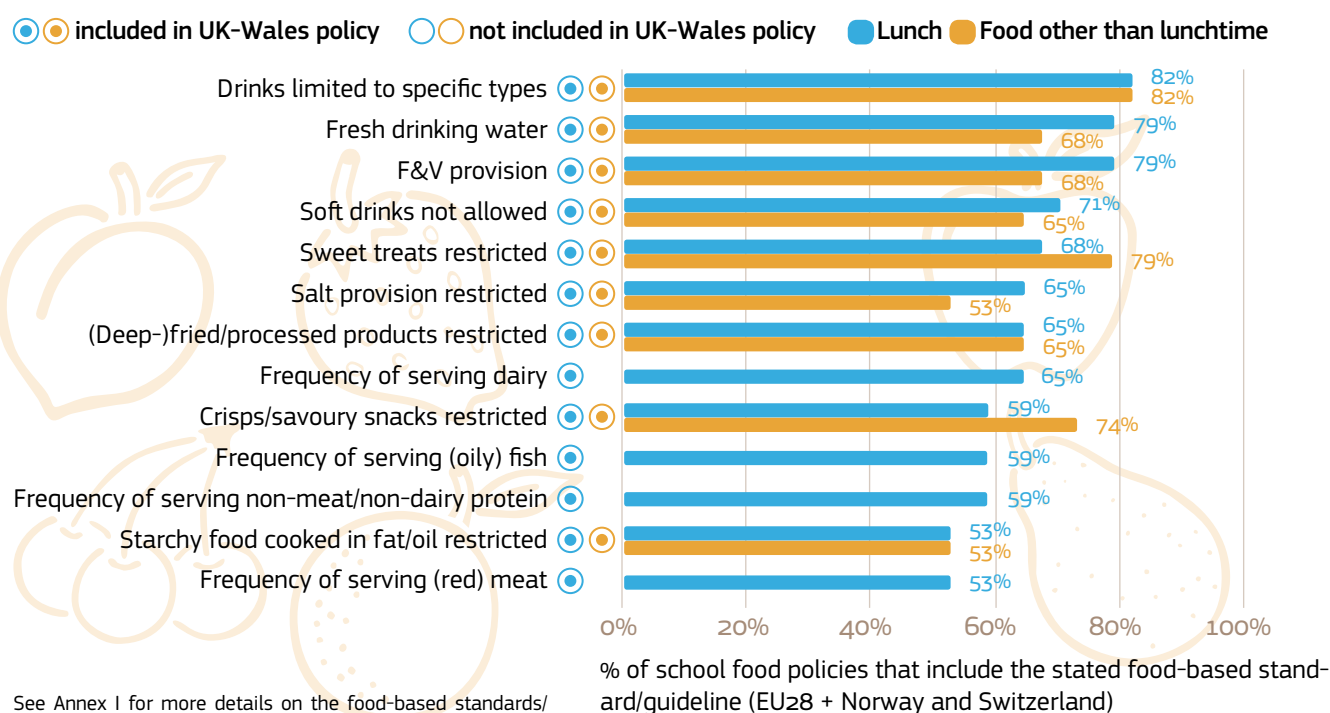 included in UK-Wales policy not included in UK-Wales policy Lunch Food other than lunchtime
Drinks limited to specific types 82% 82%
Fresh drinking water 79% 68%
F&V provision 79% 68%
Soft drinks not allowed 71% 65%
Sweet treats restricted 68% 79%
Salt provision restricted 65% 53%
(Deep-)fried/processed products restricted 65% 65%
Frequency of serving dairy 65%
Crisps/savoury snacks restricted 59% 74%
Frequency of serving (oily) fish 59%
Frequency of serving non-meat/non-dairy protein 59%
Starchy food cooked in fat/oil restricted 53% 53%
Frequency of serving (red) meat 53%
0% 20% 40% 60% 80% 100%
% of school food policies that include the stated food-based stand-
ard/guideline (EU28 + Norway and Switzerland)
See Annex I for more details on the food-based standards/